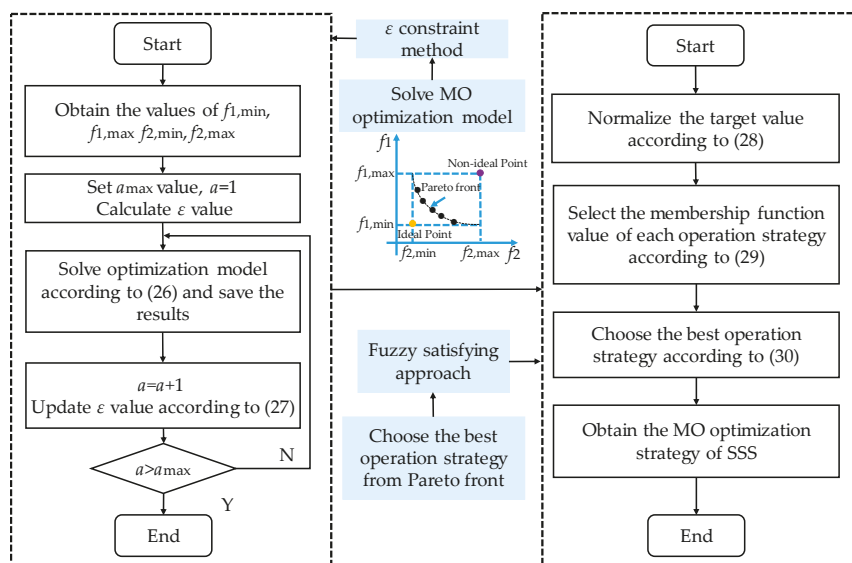 Start
Obtain the values of f1,min,
f1,max f2,min, f2,max
Set amax value, a=1
Calculate ε value
Solve optimization model
according to (26) and save the
results
a=a+1
Update ε value according to (27)
a>amax
N
Y
End
ε constraint
method
Solve MO
optimization model
f1
f1,max
Non-ideal Point
Pareto front
f1,min
Ideal Point
f2,min
f2,max
f2
Fuzzy satisfying
approach
Choose the best
operation strategy
from Pareto front
Start
Normalize the target value
according to (28)
Select the membership function
value of each operation strategy
according to (29)
Choose the best operation
strategy according to (30)
Obtain the MO optimization
strategy of SSS
End